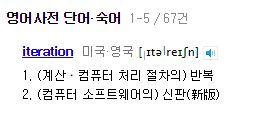 영어사전 단어·숙어 1-5 / 67건
iteration 미국·영국 [|ɪtə|reɪʃn]
1. (계산·컴퓨터 처리 절차의) 반복
2. (컴퓨터 소프트웨어의) 신판(新版)